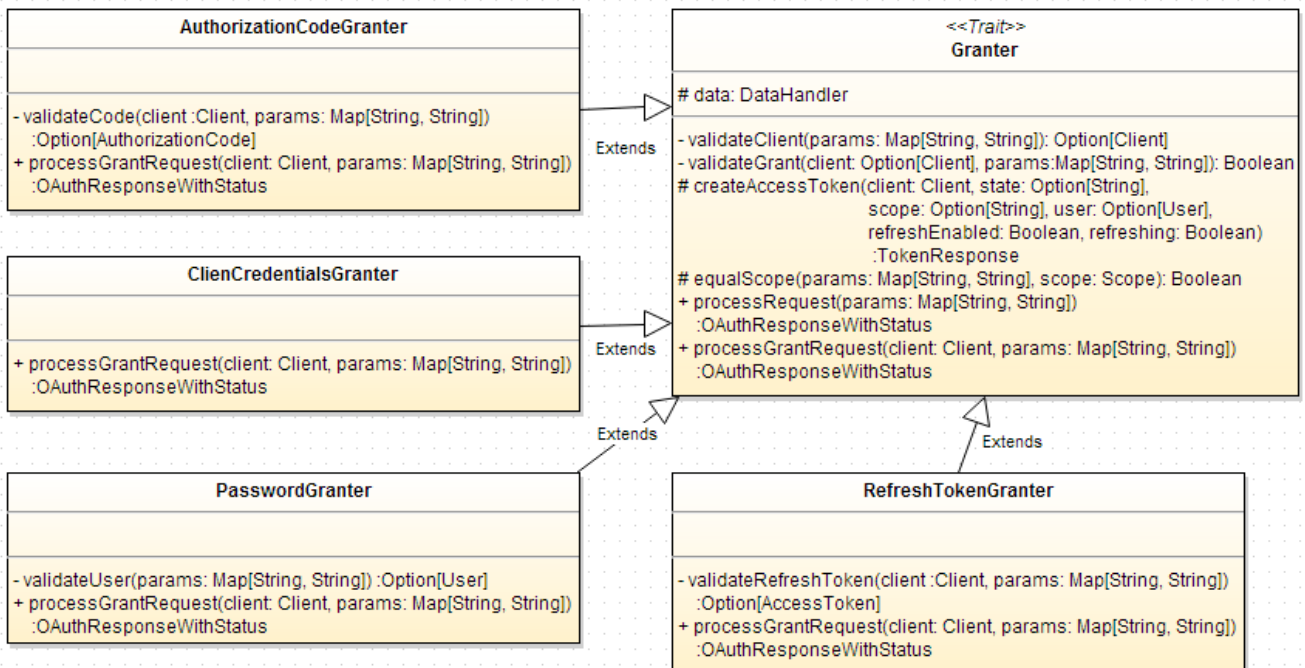 AuthorizationCodeGranter
- validateCode(client :Client, params: Map[String, String])
:Option[AuthorizationCode]
+ processGrantRequest(client: Client, params: Map[String, String])
:OAuthResponseWithStatus
Extends
<<Trait>>
Granter
# data: DataHandler
- validateClient(params: Map[String, String]): Option[Client]
- validateGrant(client: Option[Client], params:Map[String, String]): Boolean
# createAccessToken(client: Client, state: Option[String],
scope: Option[String], user: Option[User],
refreshEnabled: Boolean, refreshing: Boolean)
:TokenResponse
# equalScope(params: Map[String, String], scope: Scope): Boolean
+ processRequest(params: Map[String, String])
:OAuthResponseWithStatus
+ processGrantRequest(client: Client, params: Map[String, String])
:OAuthResponseWithStatus
ClienCredentialsGranter
+ processGrantRequest(client: Client, params: Map[String, String])
:OAuthResponseWithStatus
Extends
Extends
Extends
PasswordGranter
- validateUser(params: Map[String, String]) :Option[User]
+ processGrantRequest(client: Client, params: Map[String, String])
:OAuthResponseWithStatus
RefreshTokenGranter
- validateRefreshToken(client :Client, params: Map[String, String])
:Option[AccessToken]
+ processGrantRequest(client: Client, params: Map[String, String])
:OAuthResponseWithStatus